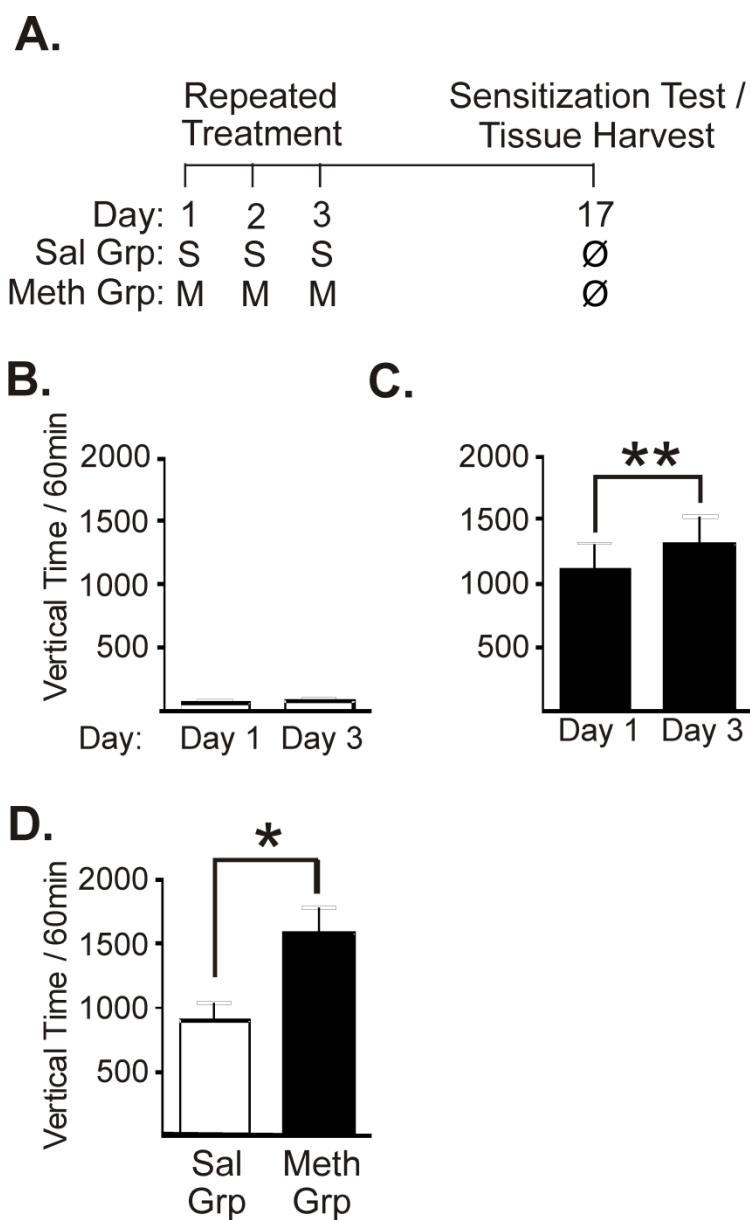 A.
Repeated Treatment
Sensitization Test / Tissue Harvest
Day: 1 2 3 17
Sal Grp: S S S Ø
Meth Grp: M M M Ø
B.
Vertical Time / 60min
2000
1500
1000
500
Day: Day 1 Day 3
C.
**
2000
1500
1000
500
Day 1 Day 3
D.
*
Vertical Time / 60min
2000
1500
1000
500
Sal Grp
Meth Grp